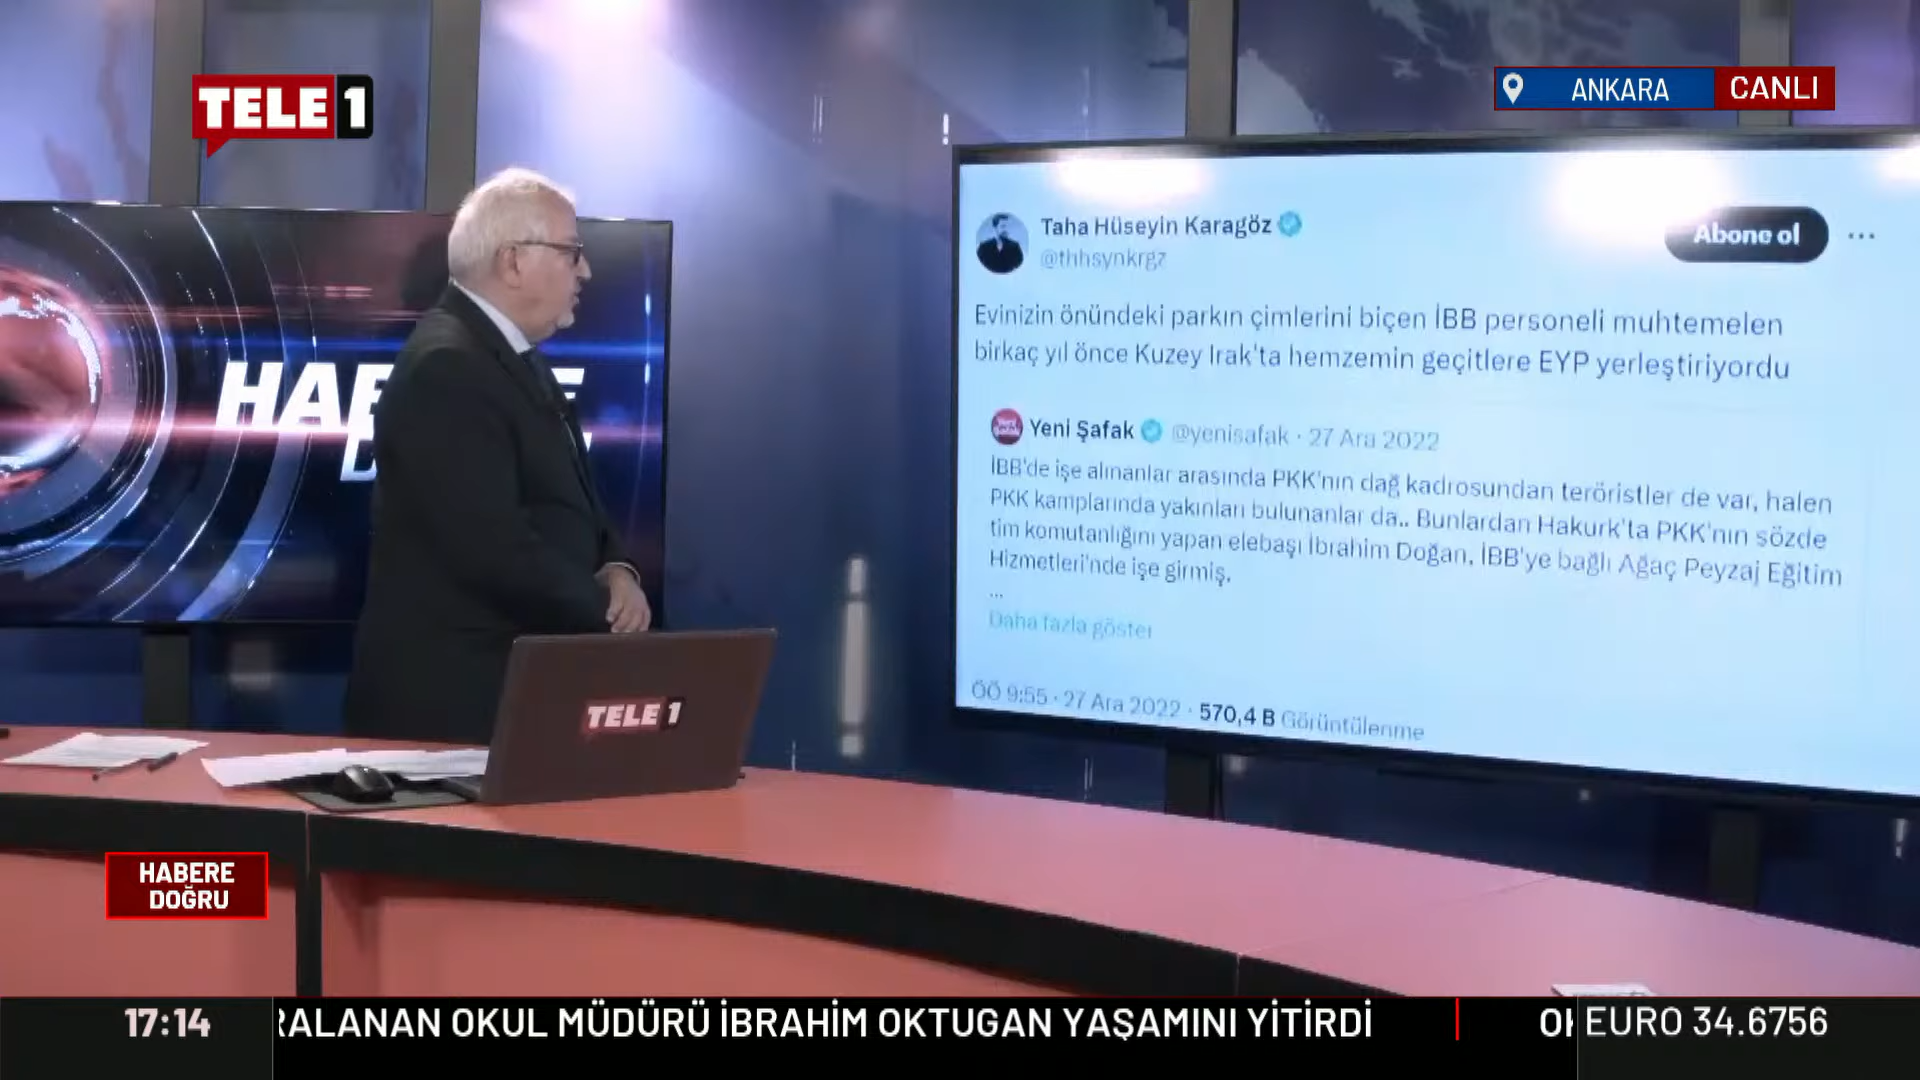 TELE 1
ANKARA
CANLI
Taha Hüseyin Karagöz
@thhsynkrgz
Abone ol
Evinizin önündeki parkın çimlerini biçen İBB personeli muhtemelen
birkaç yıl önce Kuzey Irak'ta hemzemin geçitlere EYP yerleştiriyordu
Yeni Şafak @yenisafak · 27 Ara 2022
İBB'de işe alınanlar arasında PKK'nın dağ kadrosundan teröristler de var, halen
PKK kamplarında yakınları bulunanlar da.. Bunlardan Hakurk'ta PKK'nın sözde
tim komutanlığını yapan elebaşı İbrahim Doğan, İBB'ye bağlı Ağaç Peyzaj Eğitim
Hizmetleri'nde işe girmiş.
...
Daha fazla göster
ÖÖ 9:55 · 27 Ara 2022 · 570,4 B Görüntülenme
TELE 1
HABERE
DOĞRU
17:14
RALANAN OKUL MÜDÜRÜ İBRAHİM OKTUGAN YAŞAMINI YİTİRDİ
EURO 34.6756